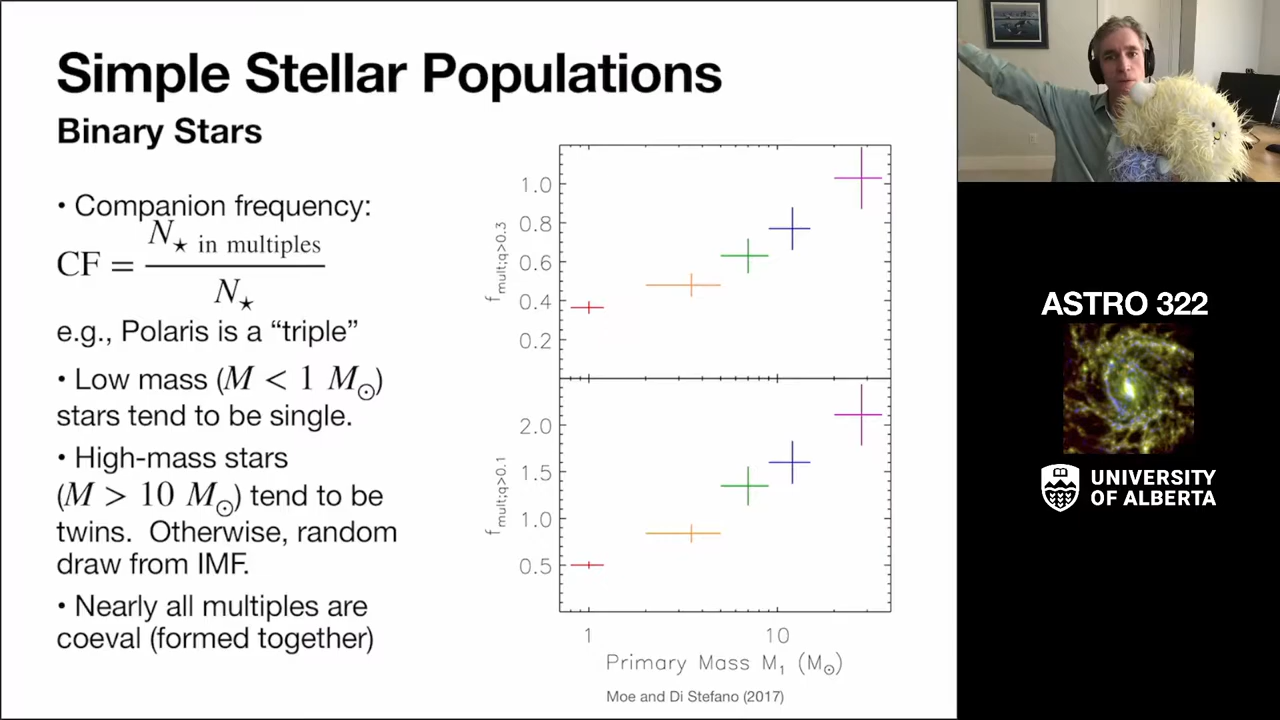 Simple Stellar Populations
Binary Stars
• Companion frequency:
CF = N⋆ in multiples / N⋆
e.g., Polaris is a “triple”
• Low mass (M < 1 M⊙)
stars tend to be single.
• High-mass stars
(M > 10 M⊙) tend to be
twins. Otherwise, random
draw from IMF.
• Nearly all multiples are
coeval (formed together)
f mult;q>0.3
1.0
0.8
0.6
0.4
0.2
f mult;q>0.1
2.0
1.5
1.0
0.5
1 10
Primary Mass M₁ (M⊙)
Moe and Di Stefano (2017)
ASTRO 322
UNIVERSITY
OF ALBERTA